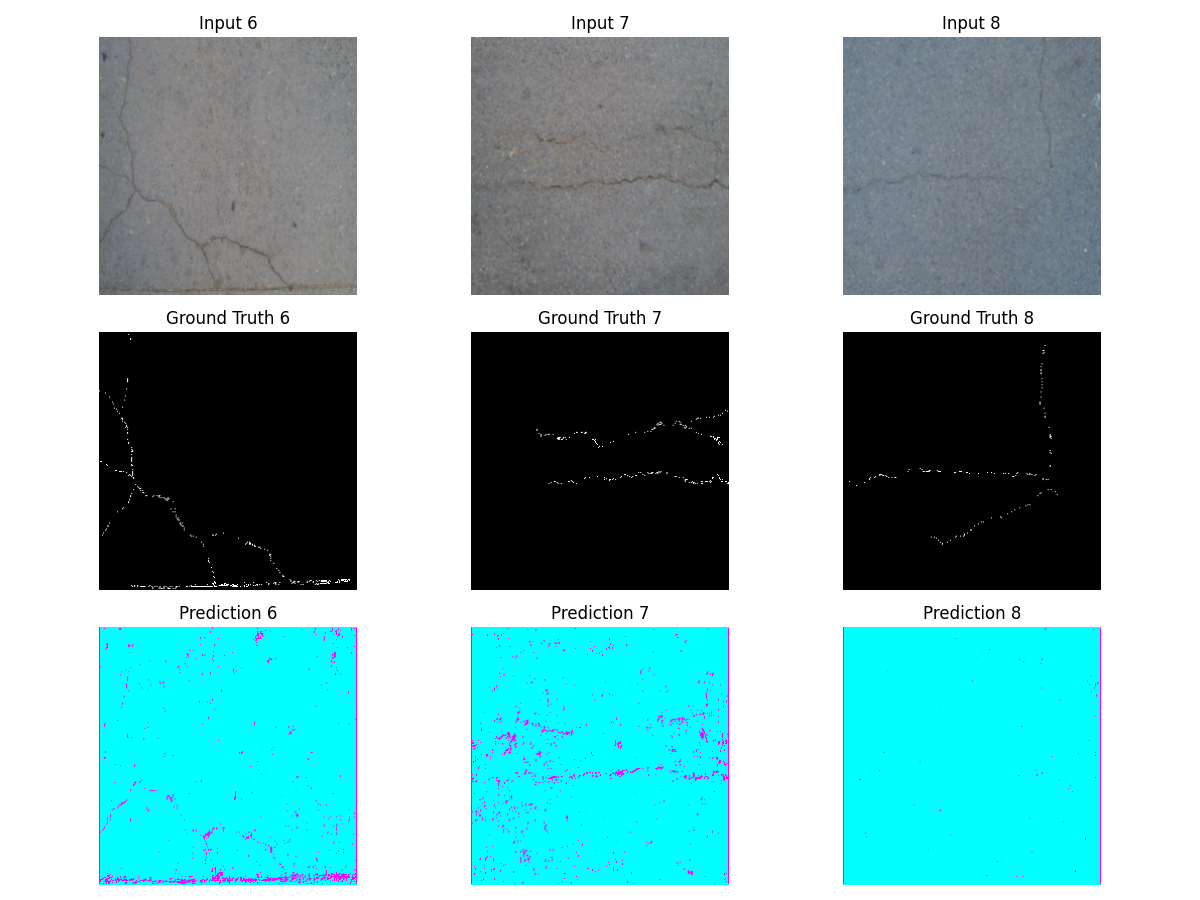 Input 6
Input 7
Input 8
Ground Truth 6
Ground Truth 7
Ground Truth 8
Prediction 6
Prediction 7
Prediction 8